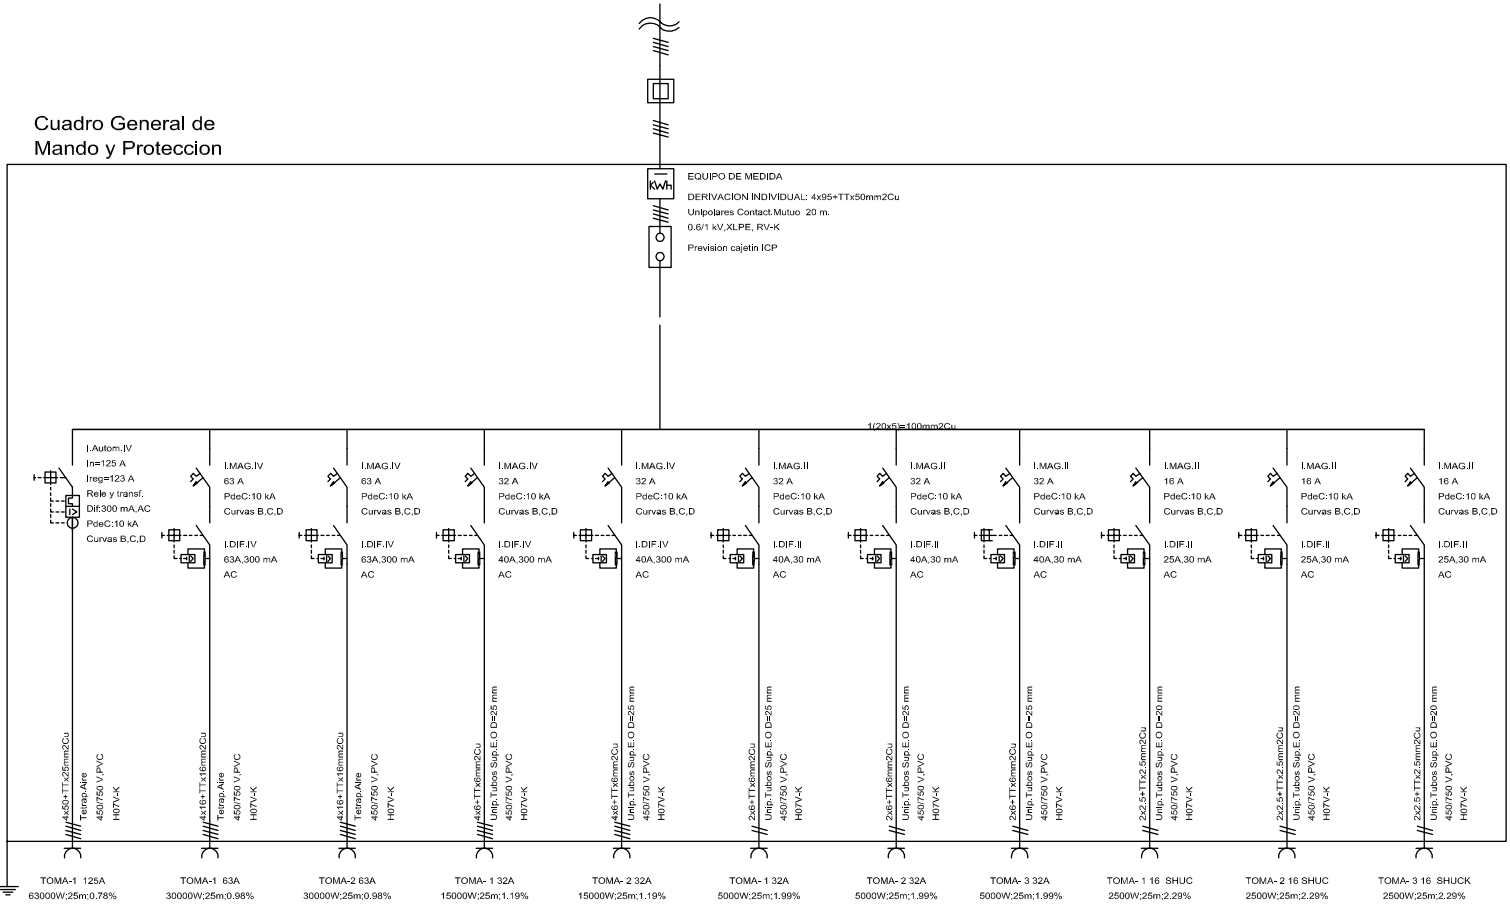 Cuadro General de
Mando y Proteccion
KWh
EQUIPO DE MEDIDA
DERIVACION INDIVIDUAL: 4x95+TTx50mm2Cu
Unipolares Contact.Mutuo 20 m.
0.6/1 kV,XLPE, RV-K
Prevision cajetin ICP
1(20x5)=100mm2Cu
I.Autom.IV
In=125 A
Ireg=123 A
Rele y transf.
Dif:300 mA,AC
PdeC:10 kA
Curvas B,C,D
I.MAG.IV
63 A
PdeC:10 kA
Curvas B,C,D
I.DIF.IV
63A,300 mA
AC
I.MAG.IV
63 A
PdeC:10 kA
Curvas B,C,D
I.DIF.IV
63A,300 mA
AC
I.MAG.IV
32 A
PdeC:10 kA
Curvas B,C,D
I.DIF.IV
40A,300 mA
AC
I.MAG.IV
32 A
PdeC:10 kA
Curvas B,C,D
I.DIF.IV
40A,300 mA
AC
I.MAG.II
32 A
PdeC:10 kA
Curvas B,C,D
I.DIF.II
40A,30 mA
AC
I.MAG.II
32 A
PdeC:10 kA
Curvas B,C,D
I.DIF.II
40A,30 mA
AC
I.MAG.II
32 A
PdeC:10 kA
Curvas B,C,D
I.DIF.II
40A,30 mA
AC
I.MAG.II
16 A
PdeC:10 kA
Curvas B,C,D
I.DIF.II
25A,30 mA
AC
I.MAG.II
16 A
PdeC:10 kA
Curvas B,C,D
I.DIF.II
25A,30 mA
AC
I.MAG.II
16 A
PdeC:10 kA
Curvas B,C,D
I.DIF.II
25A,30 mA
AC
4x50+TTx25mm2Cu
Tetrap.Aire
450/750 V,PVC
H07V-K
4x16+TTx16mm2Cu
Tetrap.Aire
450/750 V,PVC
H07V-K
4x16+TTx16mm2Cu
Tetrap.Aire
450/750 V,PVC
H07V-K
4x6+TTx6mm2Cu
Unip.Tubos Sup.E.O D=25 mm
450/750 V,PVC
H07V-K
4x6+TTx6mm2Cu
Unip.Tubos Sup.E.O D=25 mm
450/750 V,PVC
H07V-K
2x6+TTx6mm2Cu
Unip.Tubos Sup.E.O D=25 mm
450/750 V,PVC
H07V-K
2x6+TTx6mm2Cu
Unip.Tubos Sup.E.O D=25 mm
450/750 V,PVC
H07V-K
2x6+TTx6mm2Cu
Unip.Tubos Sup.E.O D=25 mm
450/750 V,PVC
H07V-K
2x2.5+TTx2.5mm2Cu
Unip.Tubos Sup.E.O D=20 mm
450/750 V,PVC
H07V-K
2x2.5+TTx2.5mm2Cu
Unip.Tubos Sup.E.O D=20 mm
450/750 V,PVC
H07V-K
2x2.5+TTx2.5mm2Cu
Unip.Tubos Sup.E.O D=20 mm
450/750 V,PVC
H07V-K
TOMA-1 125A
63000W;25m;0.78%
TOMA-1 63A
30000W;25m;0.98%
TOMA-2 63A
30000W;25m;0.98%
TOMA- 1 32A
15000W;25m;1.19%
TOMA- 2 32A
15000W;25m;1.19%
TOMA- 1 32A
5000W;25m;1.99%
TOMA- 2 32A
5000W;25m;1.99%
TOMA- 3 32A
5000W;25m;1.99%
TOMA- 1 16 SHUC
2500W;25m;2.29%
TOMA- 2 16 SHUC
2500W;25m;2.29%
TOMA- 3 16 SHUCK
2500W;25m;2.29%